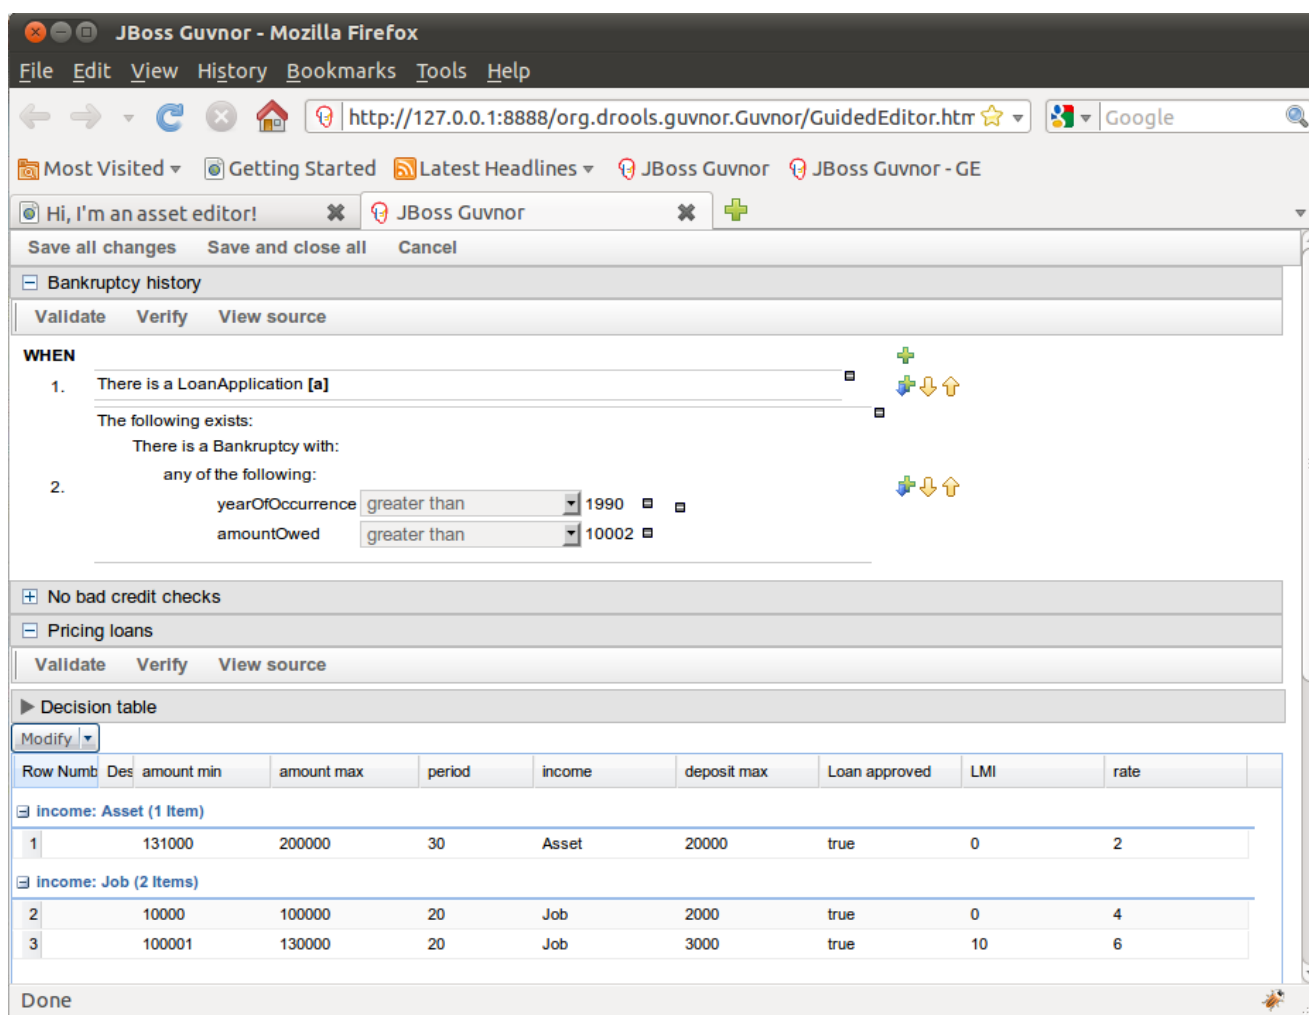 JBoss Guvnor - Mozilla Firefox
File Edit View History Bookmarks Tools Help
http://127.0.0.1:8888/org.drools.guvnor.Guvnor/GuidedEditor.htm Google
Most Visited Getting Started Latest Headlines JBoss Guvnor JBoss Guvnor - GE
Hi, I'm an asset editor! JBoss Guvnor
Save all changes Save and close all Cancel
Bankruptcy history
Validate Verify View source
WHEN
1. There is a LoanApplication [a]
The following exists:
There is a Bankruptcy with:
any of the following:
2.
yearOfOccurrence greater than 1990
amountOwed greater than 10002
No bad credit checks
Pricing loans
Validate Verify View source
Decision table
Modify
Row Numb Des amount min amount max period income deposit max Loan approved LMI rate
income: Asset (1 Item)
1 131000 200000 30 Asset 20000 true 0 2
income: Job (2 Items)
2 10000 100000 20 Job 2000 true 0 4
3 100001 130000 20 Job 3000 true 10 6
Done